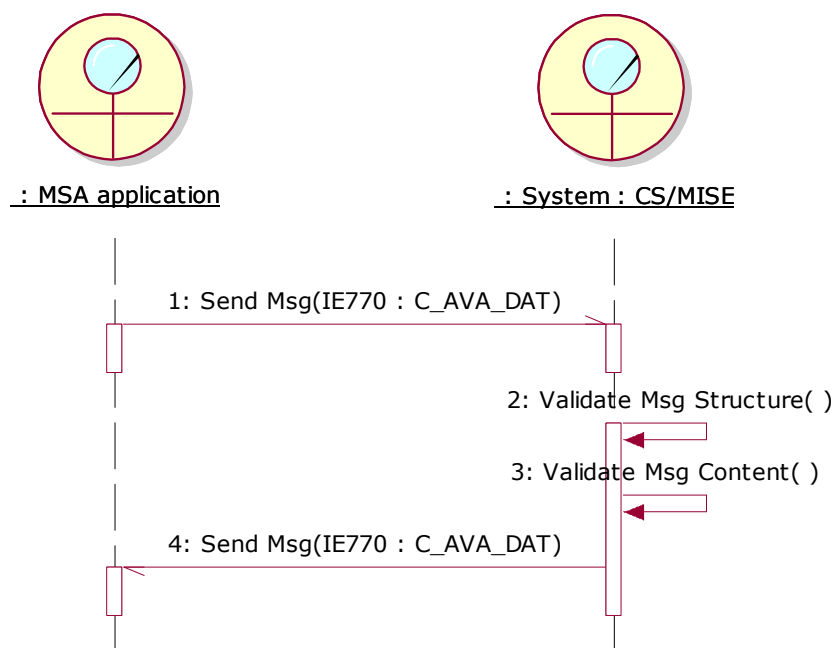 : MSA application
: System : CS/MISE
1: Send Msg(IE770 : C_AVA_DAT)
2: Validate Msg Structure( )
3: Validate Msg Content( )
4: Send Msg(IE770 : C_AVA_DAT)